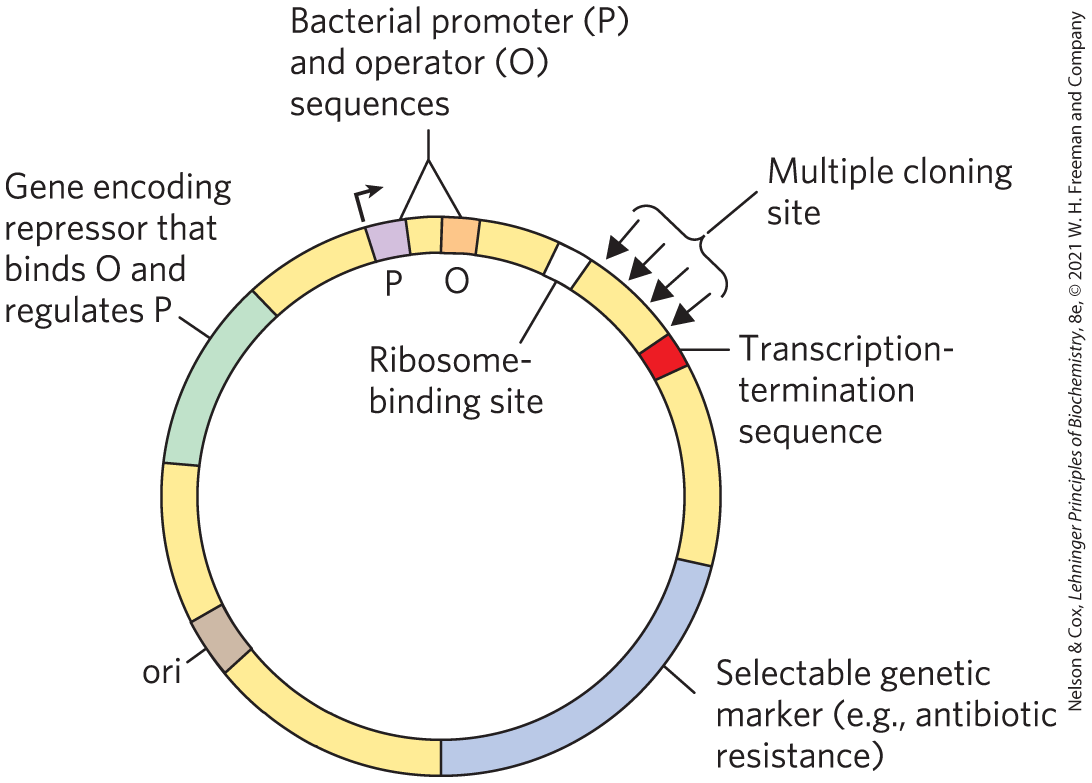 Bacterial promoter (P)
and operator (O)
sequences
Gene encoding
repressor that
binds O and
regulates P
Multiple cloning
site
P
O
Ribosome-
binding site
Transcription-
termination
sequence
ori
Selectable genetic
marker (e.g., antibiotic
resistance)
Nelson & Cox, Lehninger Principles of Biochemistry, 8e, © 2021 W. H. Freeman and Company